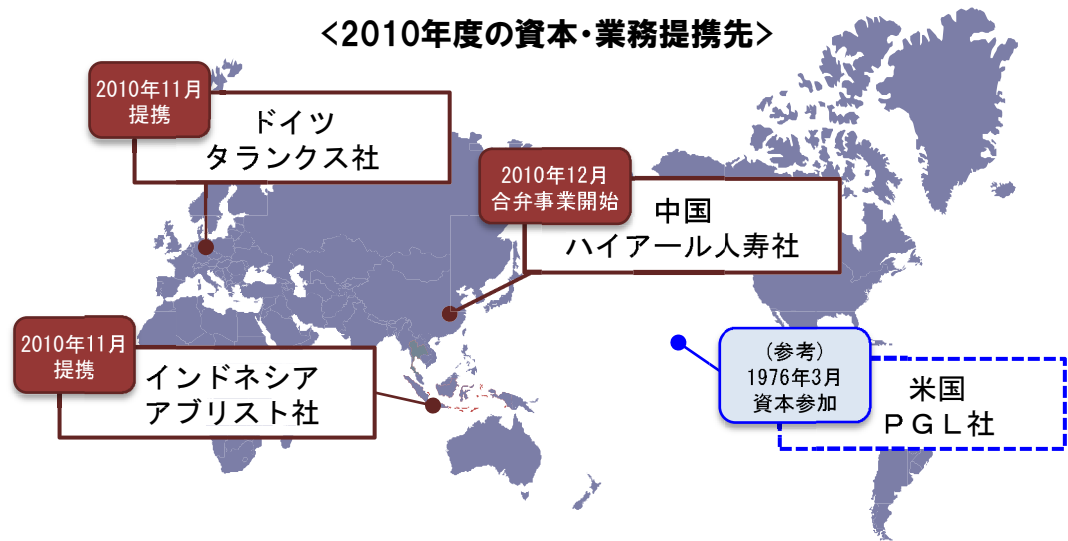 <2010年度の資本・業務提携先>
2010年11月
提携
ドイツ
タランクス社
2010年12月
合弁事業開始
中国
ハイアール人寿社
2010年11月
提携
インドネシア
アブリスト社
(参考)
1976年3月
資本参加
米国
PGL社